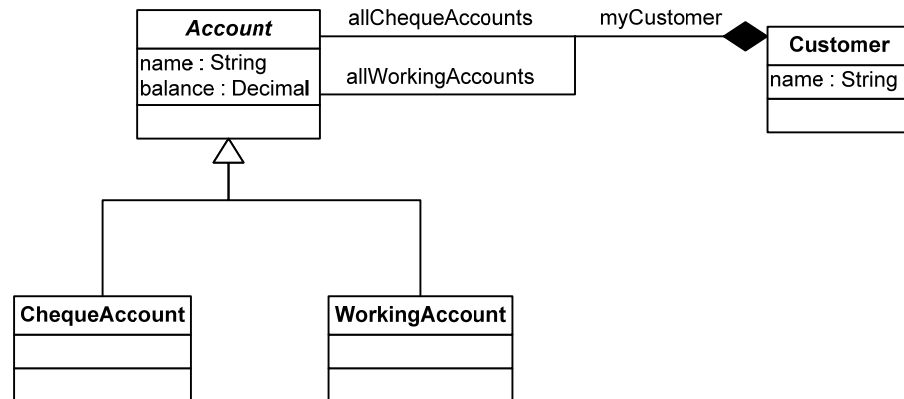 Account
name : String
balance : Decimal
allChequeAccounts
myCustomer
allWorkingAccounts
Customer
name : String
ChequeAccount
WorkingAccount